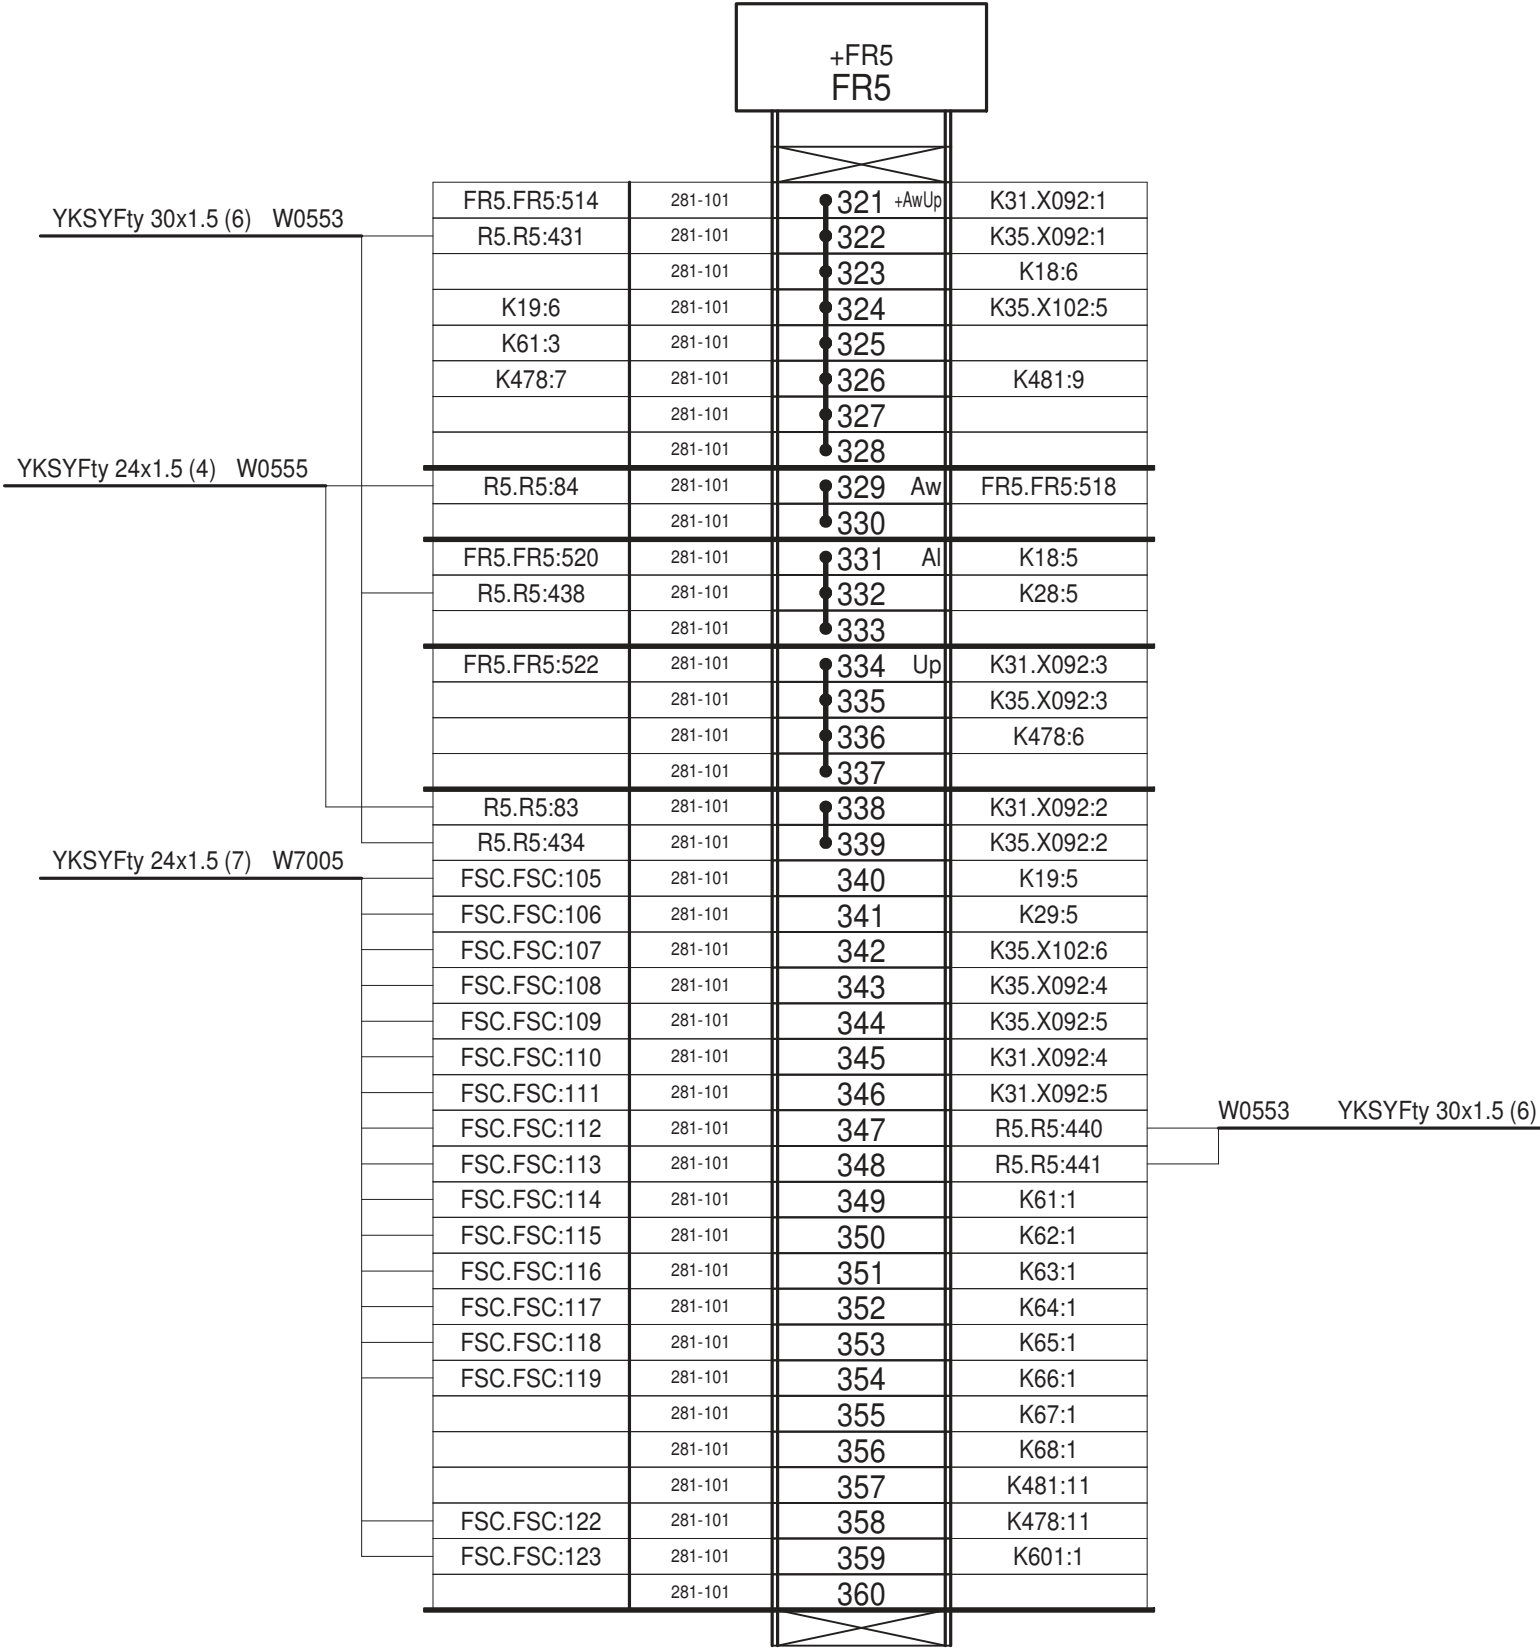 +FR5
FR5
FR5.FR5:514 281-101 321 +AwUp K31.X092:1
YKSYFty 30x1.5 (6) W0553
R5.R5:431 281-101 322 K35.X092:1
281-101 323 K18:6
K19:6 281-101 324 K35.X102:5
K61:3 281-101 325
K478:7 281-101 326 K481:9
281-101 327
281-101 328
YKSYFty 24x1.5 (4) W0555
R5.R5:84 281-101 329 Aw FR5.FR5:518
281-101 330
FR5.FR5:520 281-101 331 Al K18:5
R5.R5:438 281-101 332 K28:5
281-101 333
FR5.FR5:522 281-101 334 Up K31.X092:3
281-101 335 K35.X092:3
281-101 336 K478:6
281-101 337
R5.R5:83 281-101 338 K31.X092:2
R5.R5:434 281-101 339 K35.X092:2
YKSYFty 24x1.5 (7) W7005
FSC.FSC:105 281-101 340 K19:5
FSC.FSC:106 281-101 341 K29:5
FSC.FSC:107 281-101 342 K35.X102:6
FSC.FSC:108 281-101 343 K35.X092:4
FSC.FSC:109 281-101 344 K35.X092:5
FSC.FSC:110 281-101 345 K31.X092:4
FSC.FSC:111 281-101 346 K31.X092:5
W0553 YKSYFty 30x1.5 (6)
FSC.FSC:112 281-101 347 R5.R5:440
FSC.FSC:113 281-101 348 R5.R5:441
FSC.FSC:114 281-101 349 K61:1
FSC.FSC:115 281-101 350 K62:1
FSC.FSC:116 281-101 351 K63:1
FSC.FSC:117 281-101 352 K64:1
FSC.FSC:118 281-101 353 K65:1
FSC.FSC:119 281-101 354 K66:1
281-101 355 K67:1
281-101 356 K68:1
281-101 357 K481:11
FSC.FSC:122 281-101 358 K478:11
FSC.FSC:123 281-101 359 K601:1
281-101 360